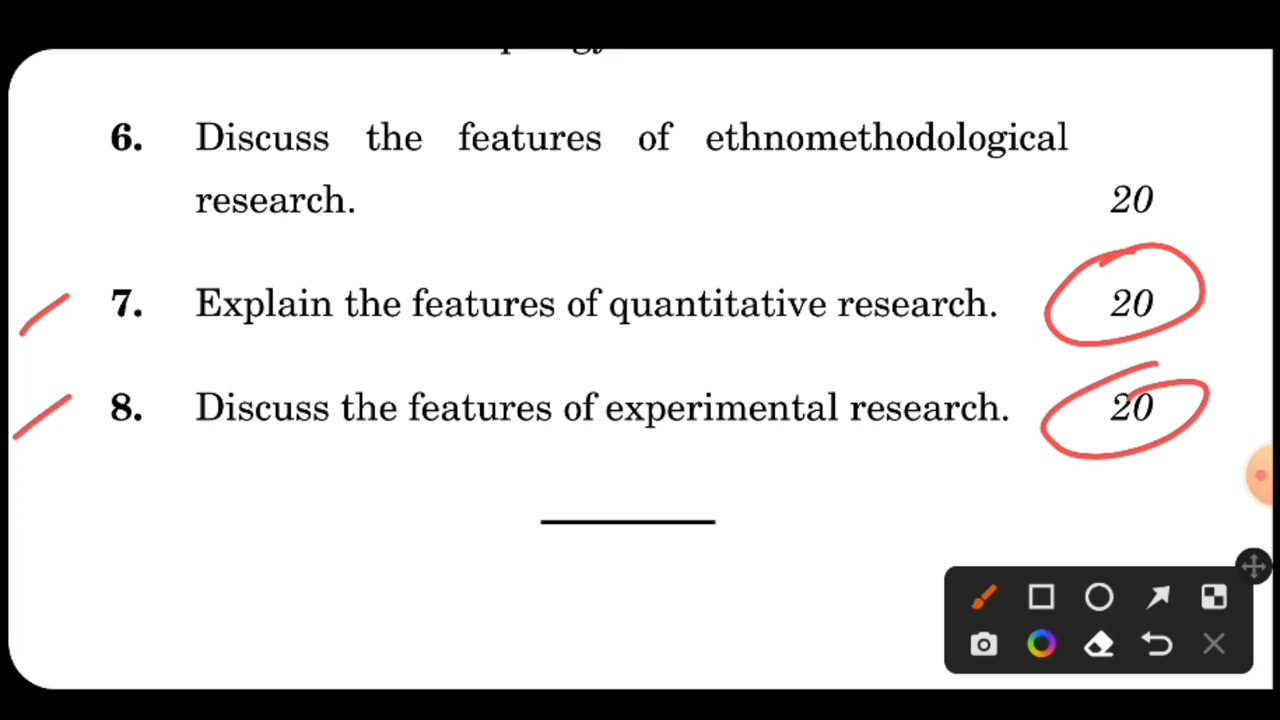 6. Discuss the features of ethnomethodological
research. 20
7. Explain the features of quantitative research. 20
8. Discuss the features of experimental research. 20